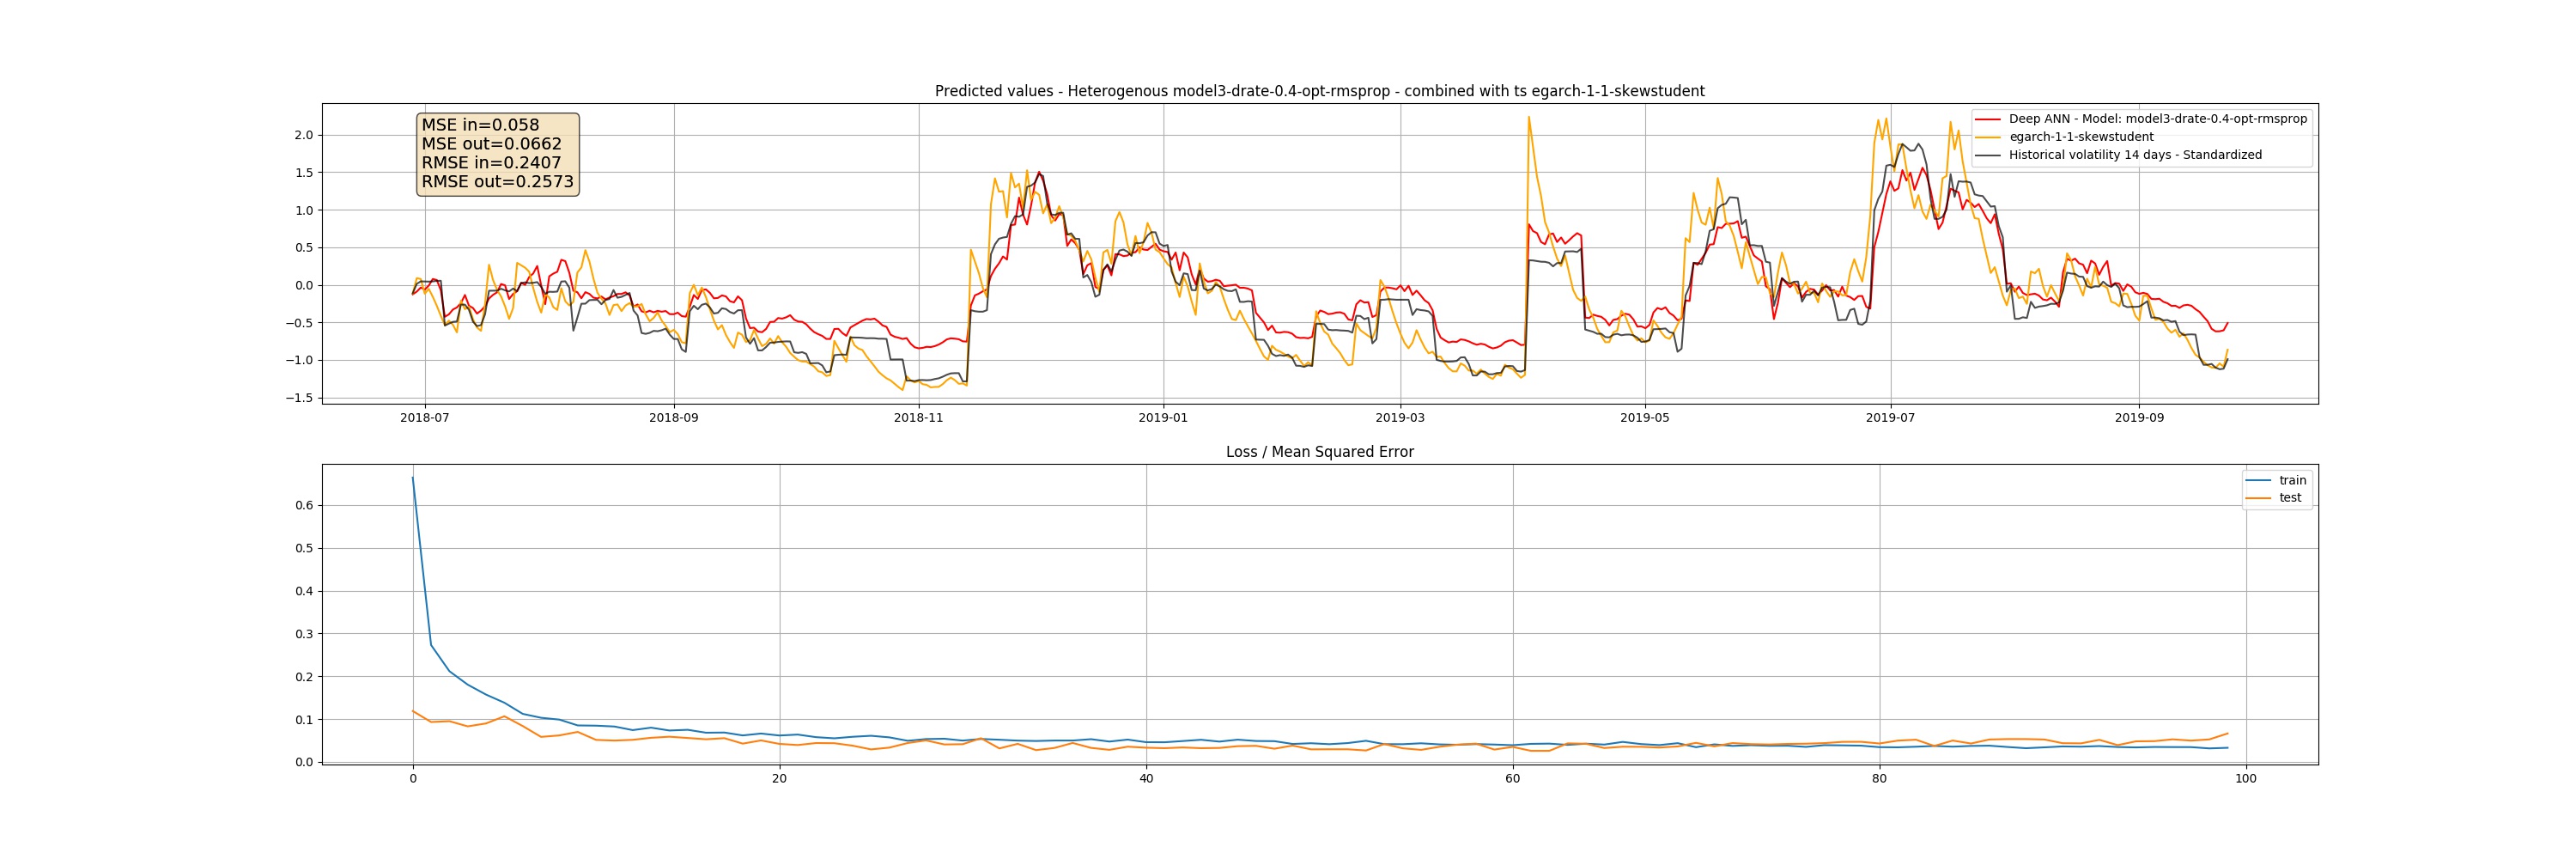 Predicted values - Heterogenous model3-drate-0.4-opt-rmsprop - combined with ts egarch-1-1-skewstudent
MSE in=0.058
MSE out=0.0662
RMSE in=0.2407
RMSE out=0.2573
Deep ANN - Model: model3-drate-0.4-opt-rmsprop
egarch-1-1-skewstudent
Historical volatility 14 days - Standardized
2.0
1.5
1.0
0.5
0.0
−0.5
−1.0
−1.5
2018-07 2018-09 2018-11 2019-01 2019-03 2019-05 2019-07 2019-09
Loss / Mean Squared Error
train
test
0.6
0.5
0.4
0.3
0.2
0.1
0.0
0 20 40 60 80 100